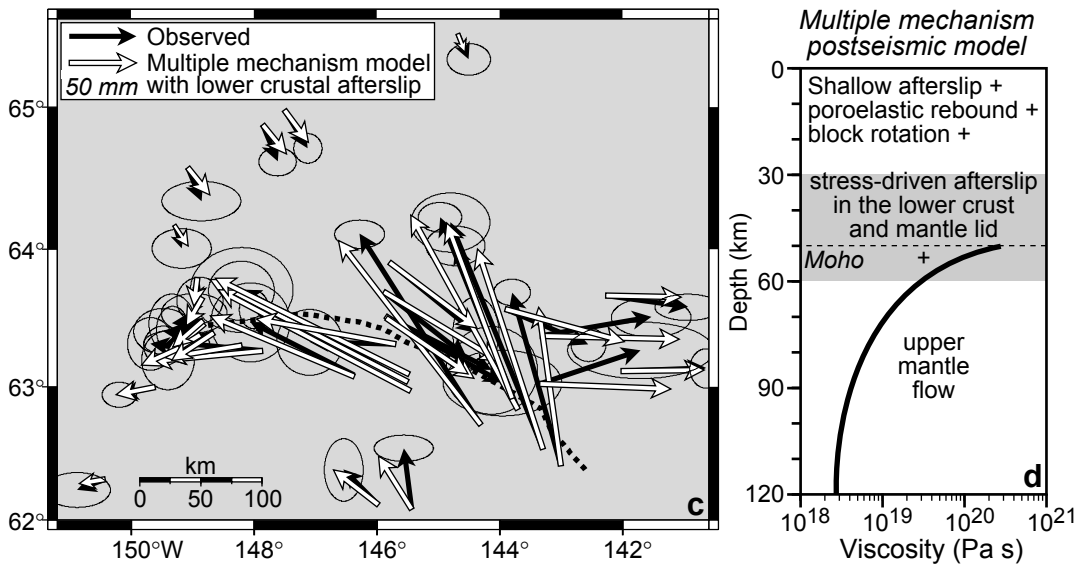 Observed
Multiple mechanism model
50 mm with lower crustal afterslip
65°
64°
63°
62°
km
0 50 100
c
150°W 148° 146° 144° 142°
Multiple mechanism
postseismic model
0
30
60
90
120
Depth (km)
Shallow afterslip +
poroelastic rebound +
block rotation +
stress-driven afterslip
in the lower crust
and mantle lid
Moho +
upper
mantle
flow
d
10^18 10^19 10^20 10^21
Viscosity (Pa s)